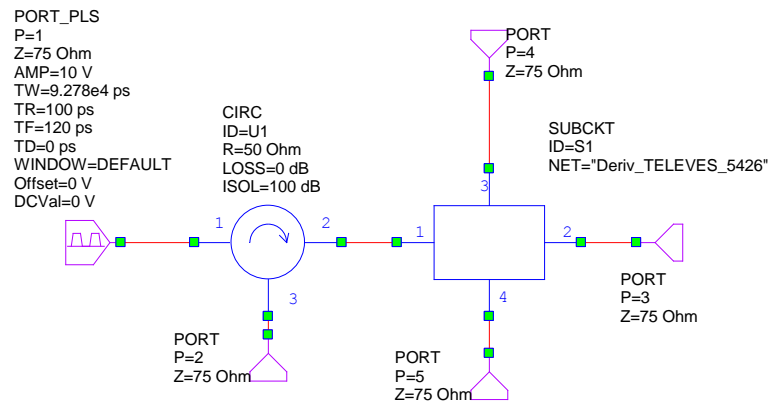 PORT_PLS
P=1
Z=75 Ohm
AMP=10 V
TW=9.278e4 ps
TR=100 ps
TF=120 ps
TD=0 ps
WINDOW=DEFAULT
Offset=0 V
DCVal=0 V
CIRC
ID=U1
R=50 Ohm
LOSS=0 dB
ISOL=100 dB
PORT
P=4
Z=75 Ohm
SUBCKT
ID=S1
NET="Deriv_TELEVES_5426"
1
2
3
1
2
3
4
PORT
P=2
Z=75 Ohm
PORT
P=5
Z=75 Ohm
PORT
P=3
Z=75 Ohm